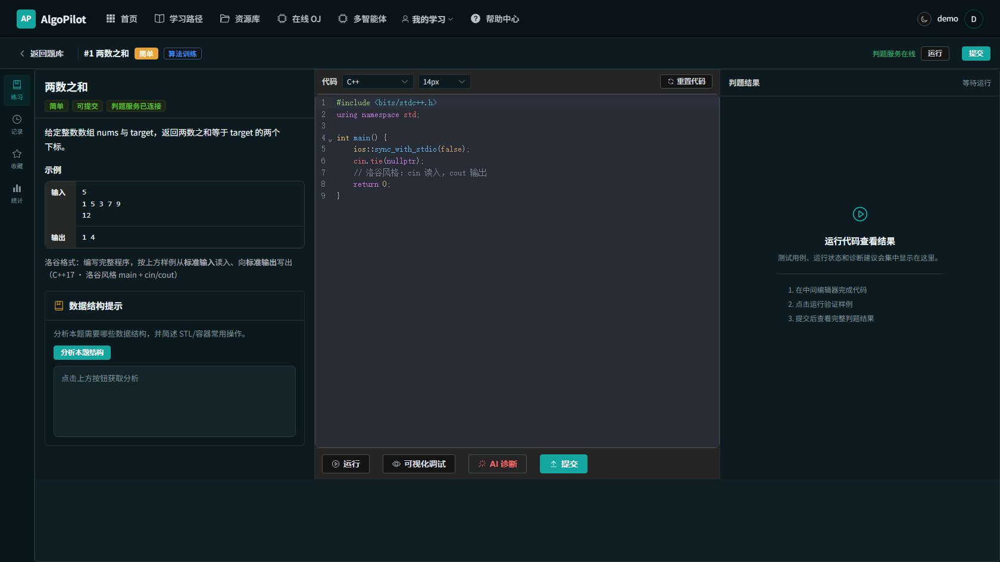 AP AlgoPilot 首页 学习路径 资源库 在线 OJ 多智能体 我的学习 帮助中心 demo D
返回题库 #1 两数之和 简单 算法训练 判题服务在线 运行 提交
练习
记录
收藏
统计
两数之和
简单 可提交 判题服务已连接
给定整数数组 nums 与 target，返回两数之和等于 target 的两个
下标。
示例
输入
5
1 5 3 7 9
12
输出
1 4
洛谷格式：编写完整程序，按上方样例从标准输入读入、向标准输出写出
（C++17 · 洛谷风格 main + cin/cout）
数据结构提示
分析本题需要哪些数据结构，并简述 STL/容器常用操作。
分析本题结构
点击上方按钮获取分析
代码 C++ 14px 重置代码
1 #include <bits/stdc++.h>
2 using namespace std;
3
4 int main() {
5 ios::sync_with_stdio(false);
6 cin.tie(nullptr);
7 // 洛谷风格：cin 读入，cout 输出
8 return 0;
9 }
运行 可视化调试 AI 诊断 提交
判题结果 等待运行
运行代码查看结果
测试用例、运行状态和诊断建议会集中显示在这里。
1. 在中间编辑器完成代码
2. 点击运行验证样例
3. 提交后查看完整判题结果